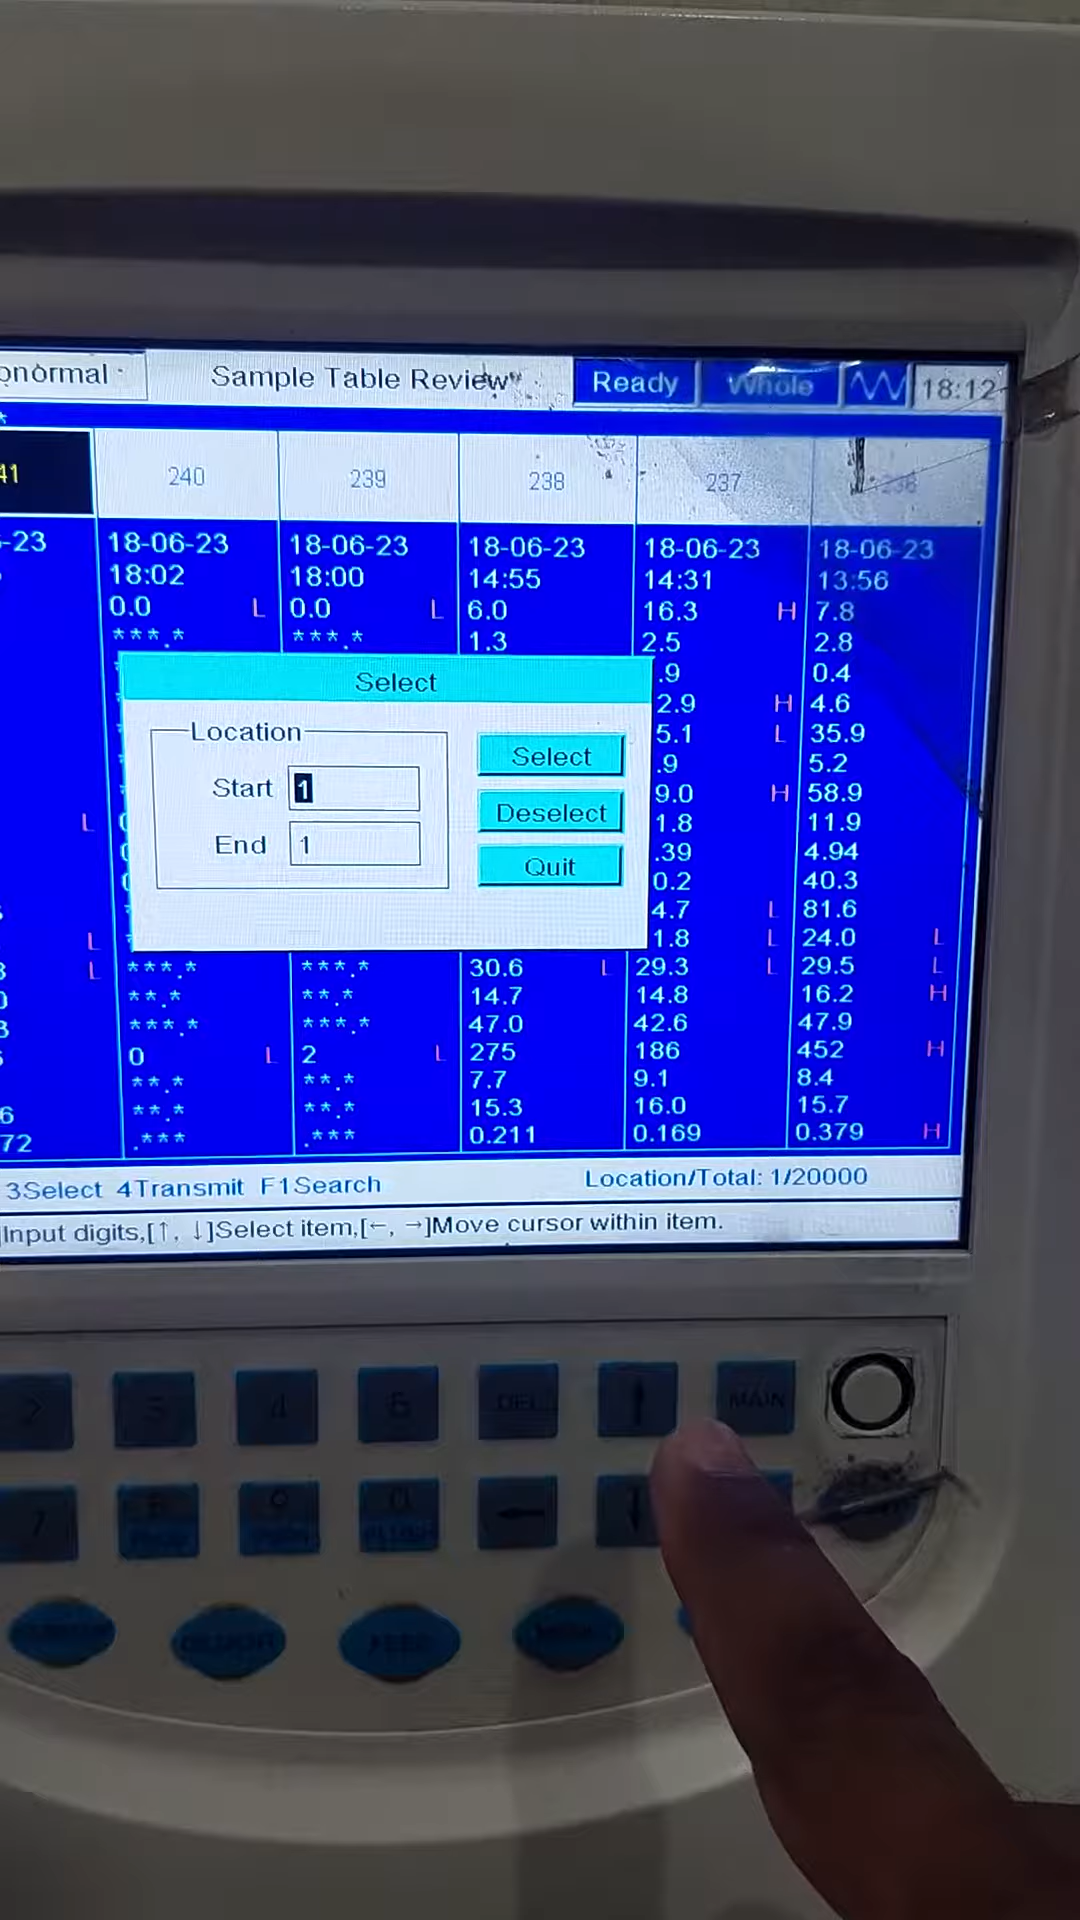 Sample Table Review Ready Whole 18:12
41 240 239 238 237
-23 18-06-23 18-06-23 18-06-23 18-06-23 18-06-23
18:02 18:00 14:55 14:31 13:56
0.0 L 0.0 L 6.0 16.3 H 7.8
***.* ***.* 1.3 2.5 2.8
.9 0.4
2.9 H 4.6
5.1 L 35.9
.9 5.2
9.0 H 58.9
L 1.8 11.9
.39 4.94
0.2 40.3
4.7 L 81.6
L 1.8 L 24.0 L
L ***.* ***.* 30.6 L 29.3 L 29.5 L
**.* **.* 14.7 14.8 16.2 H
***.* ***.* 47.0 42.6 47.9
0 L 2 L 275 186 452 H
**.* **.* 7.7 9.1 8.4
6 **.* **.* 15.3 16.0 15.7
72 .*** .*** 0.211 0.169 0.379 H
Select
Location
Start 1
End 1
Select
Deselect
Quit
3Select 4Transmit F1Search Location/Total: 1/20000
Input digits,[↑, ↓]Select item,[←, →]Move cursor within item.
4 6 DEL ↑ MAIN
7 9 ← ↓